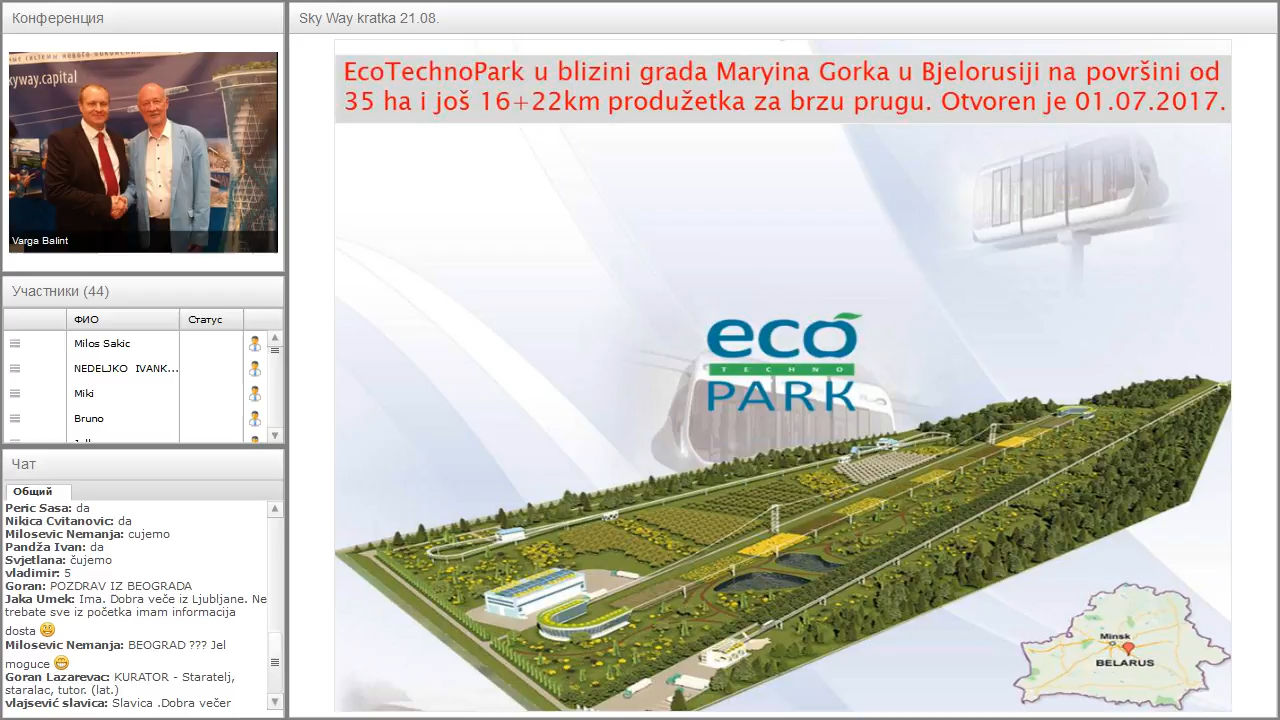 Конференция
Sky Way kratka 21.08.
kyway.capital
Varga Balint
EcoTechnoPark u blizini grada Maryina Gorka u Bjelorusiji na površini od
35 ha i još 16+22km produžetka za brzu prugu. Otvoren je 01.07.2017.
eco
TECHNO
PARK
Minsk
BELARUS
Участники (44)
ФИО Статус
Milos Sakic
NEDELJKO IVANK...
Miki
Bruno
Чат
Общий
Peric Sasa: da
Nikica Cvitanovic: da
Milosevic Nemanja: cujemo
Pandža Ivan: da
Svjetlana: čujemo
vladimir: 5
Goran: POZDRAV IZ BEOGRADA
Jaka Umek: Ima. Dobra veče iz Ljubljane. Ne
trebate sve iz početka imam informacija
dosta
Milosevic Nemanja: BEOGRAD ??? Jel
moguce
Goran Lazarevac: KURATOR - Staratelj,
staralac, tutor. (lat.)
vlajsević slavica: Slavica .Dobra večer